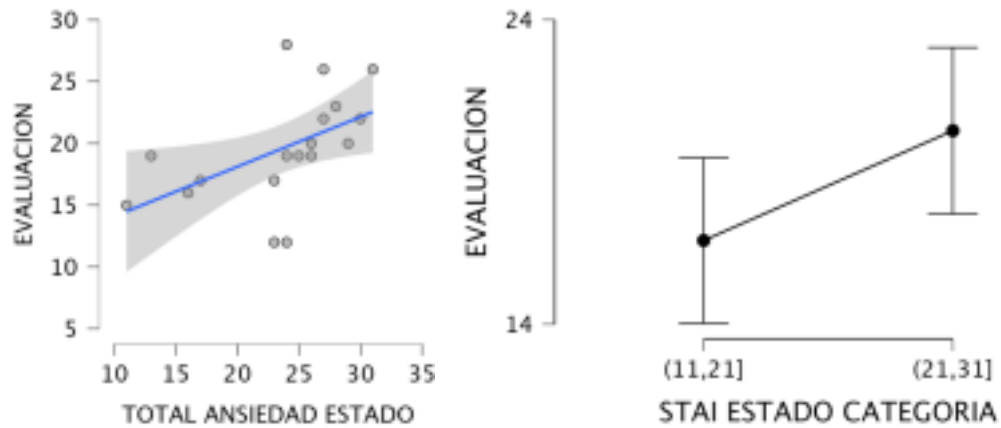 30
25
20
15
10
5
EVALUACION
10 15 20 25 30 35
TOTAL ANSIEDAD ESTADO
24
14
EVALUACION
(11,21] (21,31]
STAI ESTADO CATEGORIA